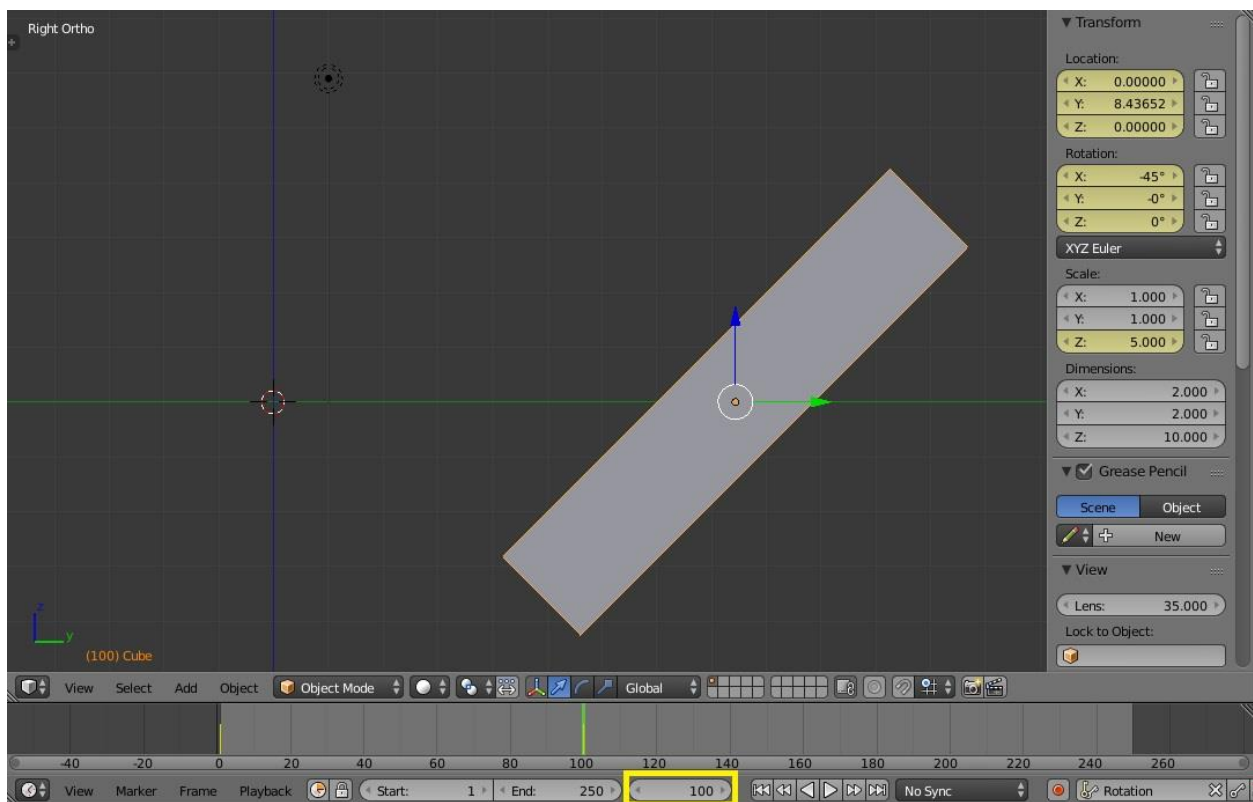 Right Ortho
z
y
(100) Cube
Transform
Location:
X: 0.00000
Y: 8.43652
Z: 0.00000
Rotation:
X: -45°
Y: -0°
Z: 0°
XYZ Euler
Scale:
X: 1.000
Y: 1.000
Z: 5.000
Dimensions:
X: 2.000
Y: 2.000
Z: 10.000
Grease Pencil
Scene Object
New
View
Lens: 35.000
Lock to Object:
View Select Add Object Object Mode Global
-40 -20 0 20 40 60 80 100 120 140 160 180 200 220 240 260
View Marker Frame Playback Start: 1 End: 250 100 No Sync Rotation